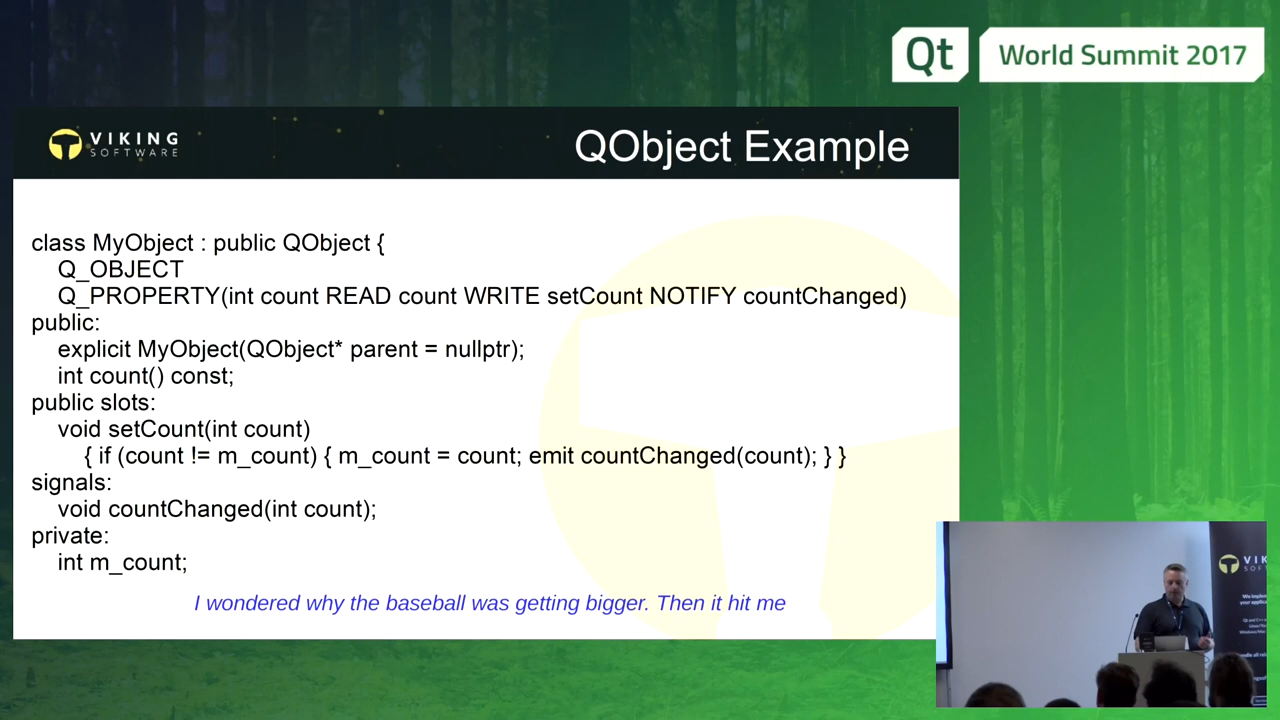 Qt World Summit 2017
VIKING
SOFTWARE
QObject Example
class MyObject : public QObject {
Q_OBJECT
Q_PROPERTY(int count READ count WRITE setCount NOTIFY countChanged)
public:
explicit MyObject(QObject* parent = nullptr);
int count() const;
public slots:
void setCount(int count)
{ if (count != m_count) { m_count = count; emit countChanged(count); } }
signals:
void countChanged(int count);
private:
int m_count;
I wondered why the baseball was getting bigger. Then it hit me